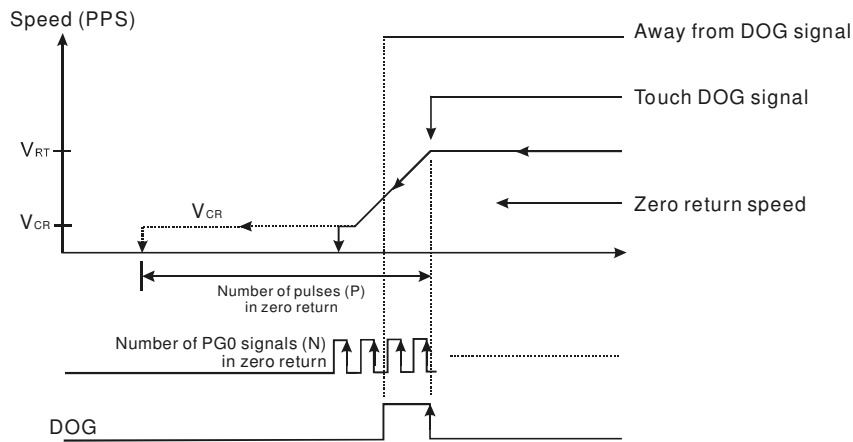 Speed (PPS)
Away from DOG signal
Touch DOG signal
VRT
Zero return speed
VCR
VCR
Number of pulses (P)
in zero return
Number of PG0 signals (N)
in zero return
DOG